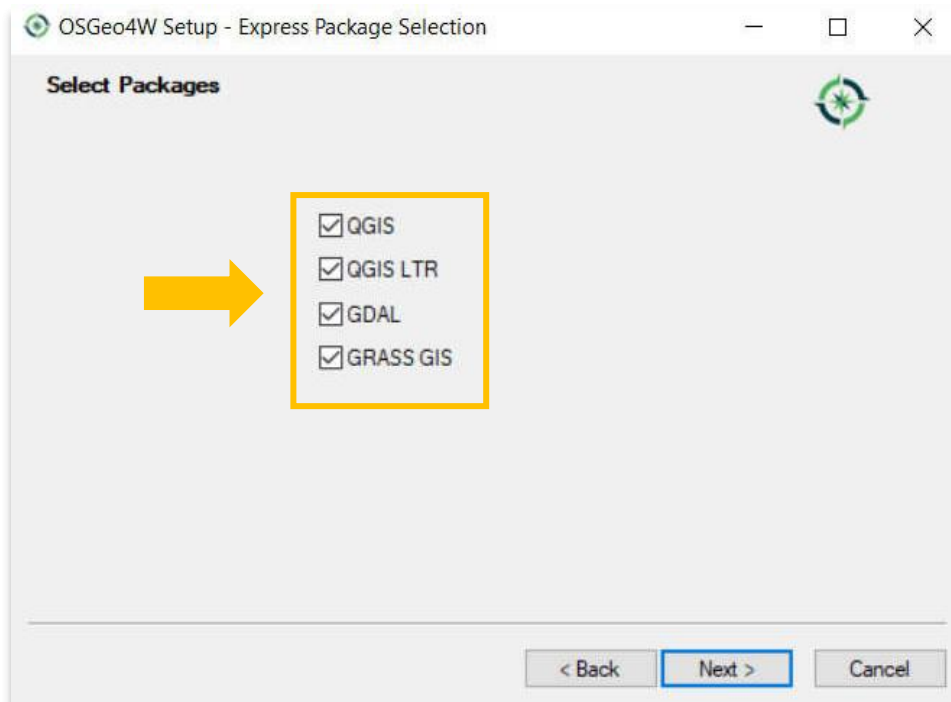 OSGeo4W Setup - Express Package Selection
Select Packages
QGIS
QGIS LTR
GDAL
GRASS GIS
< Back Next > Cancel